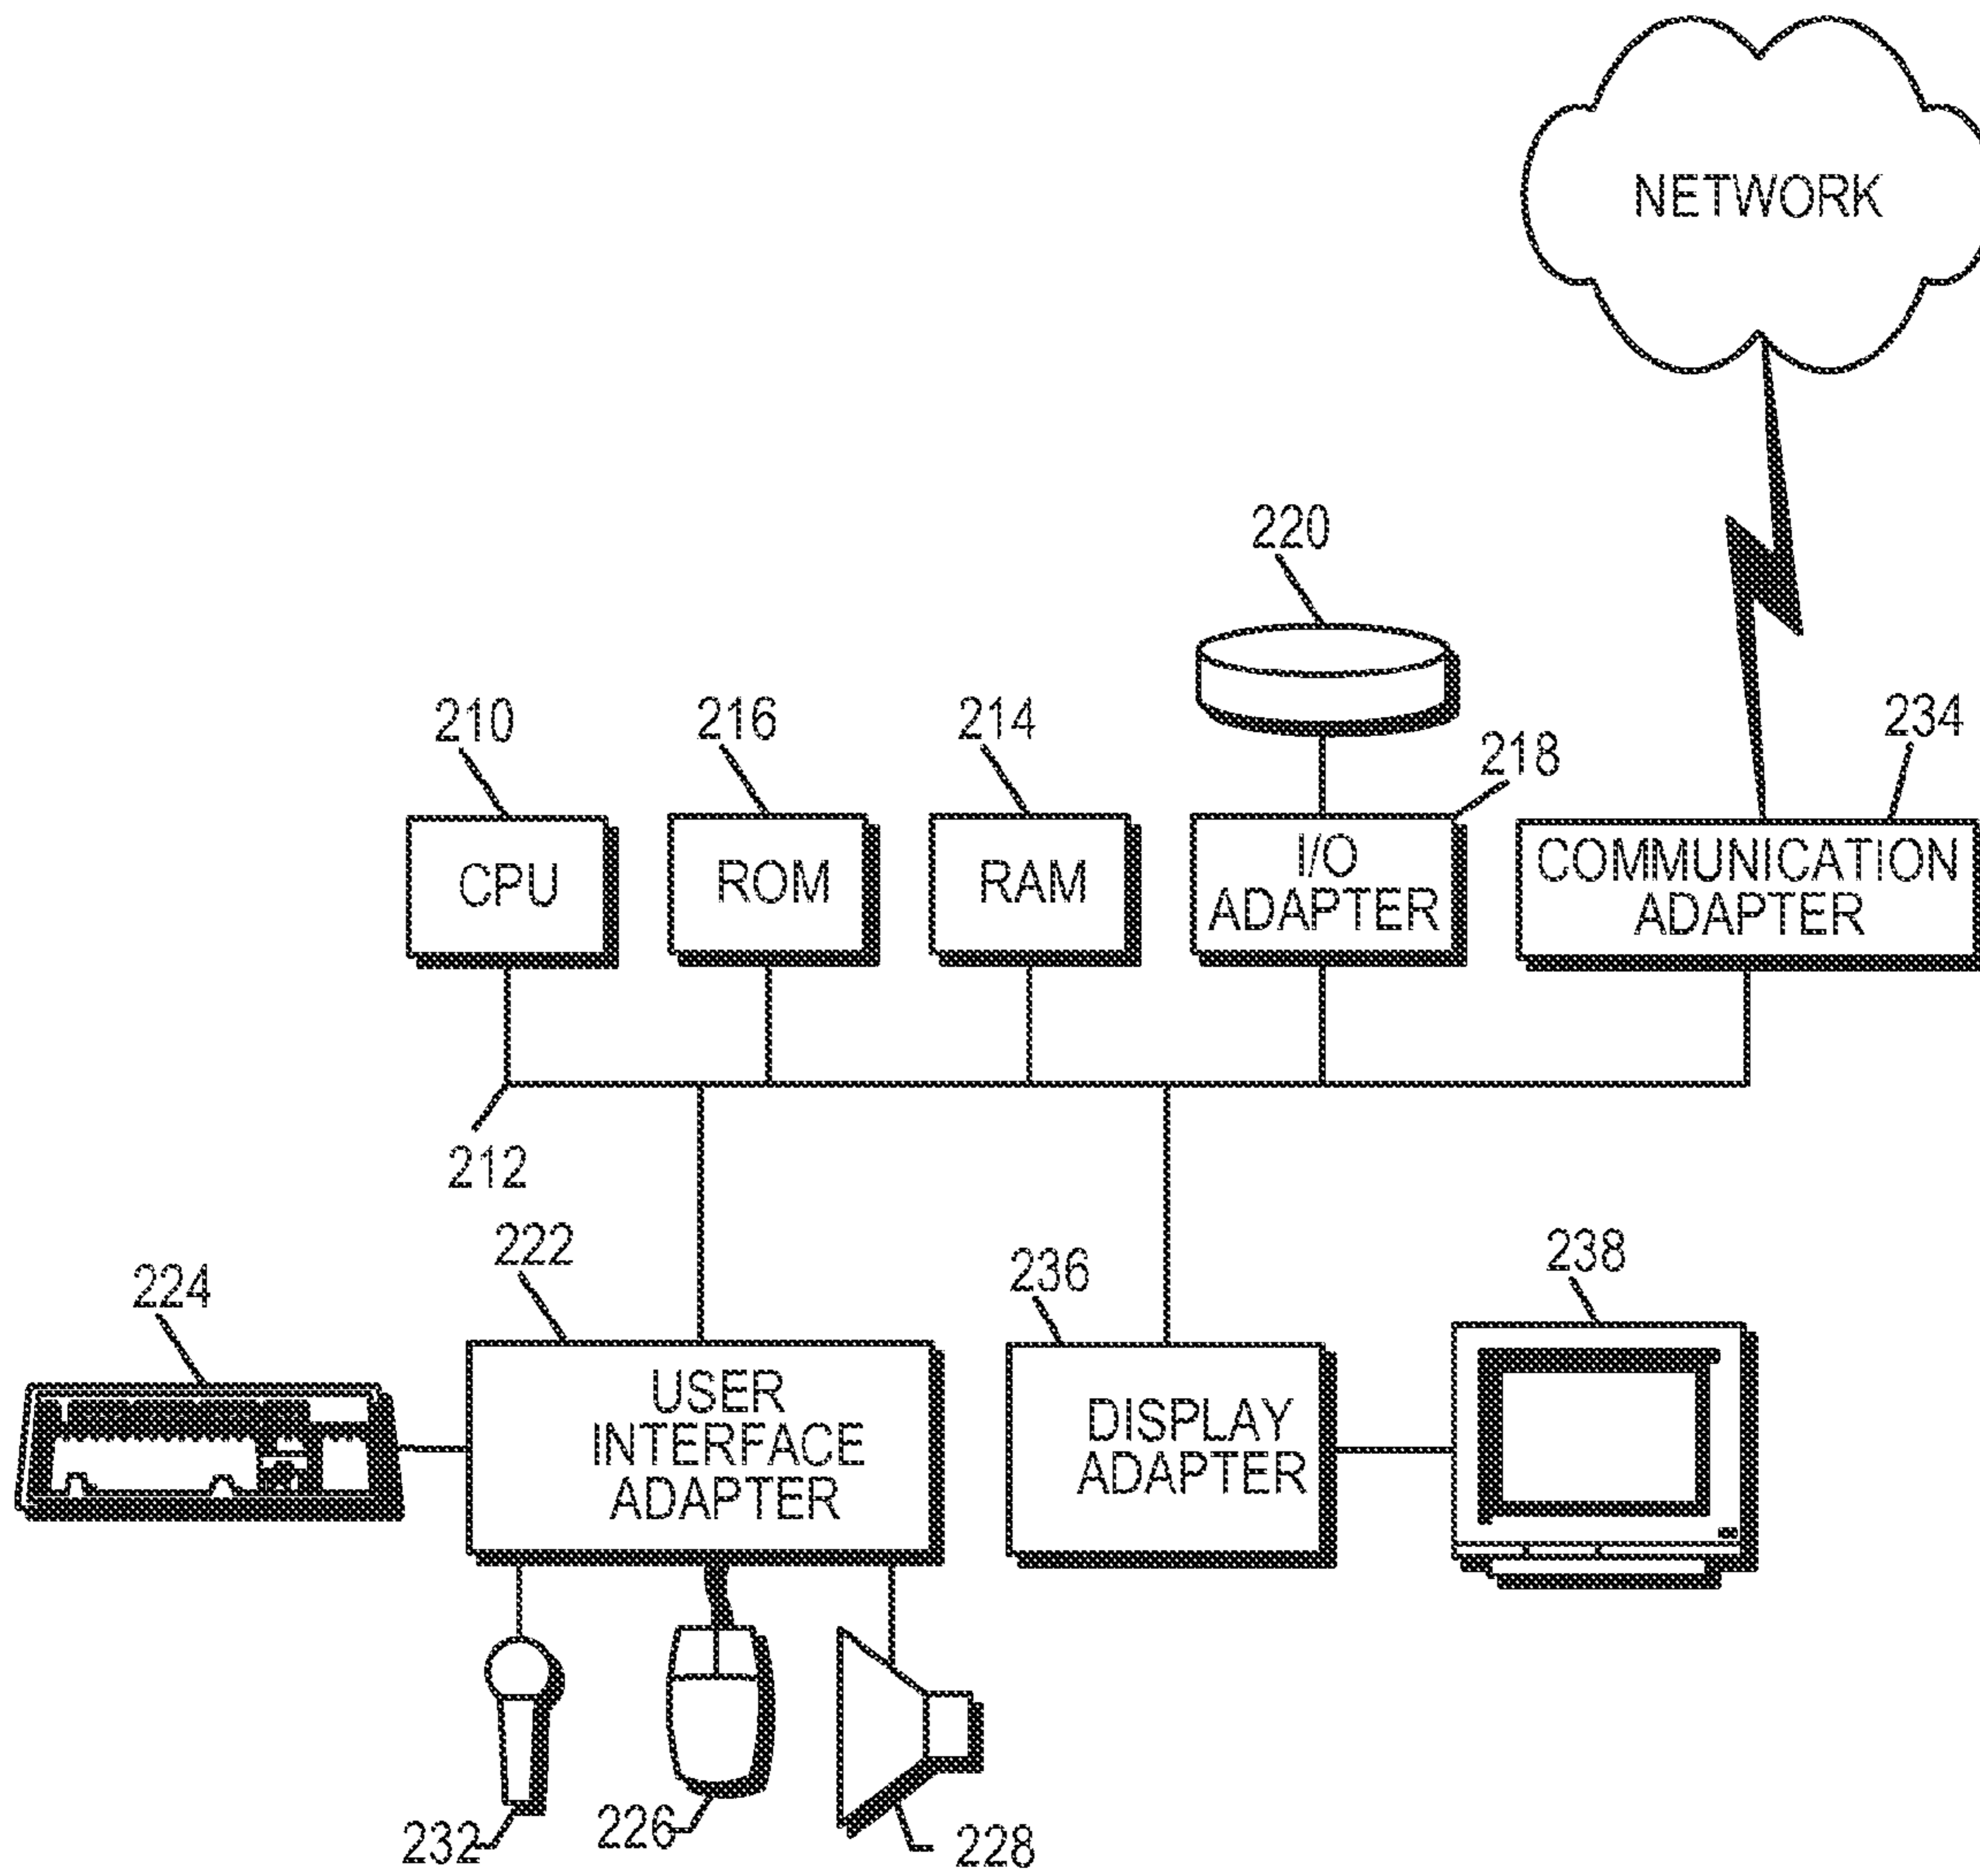 NETWORK
220
210
216
214
218
234
CPU
ROM
RAM
I/O
ADAPTER
COMMUNICATION
ADAPTER
212
222
236
238
224
USER
INTERFACE
ADAPTER
DISPLAY
ADAPTER
232
226
228